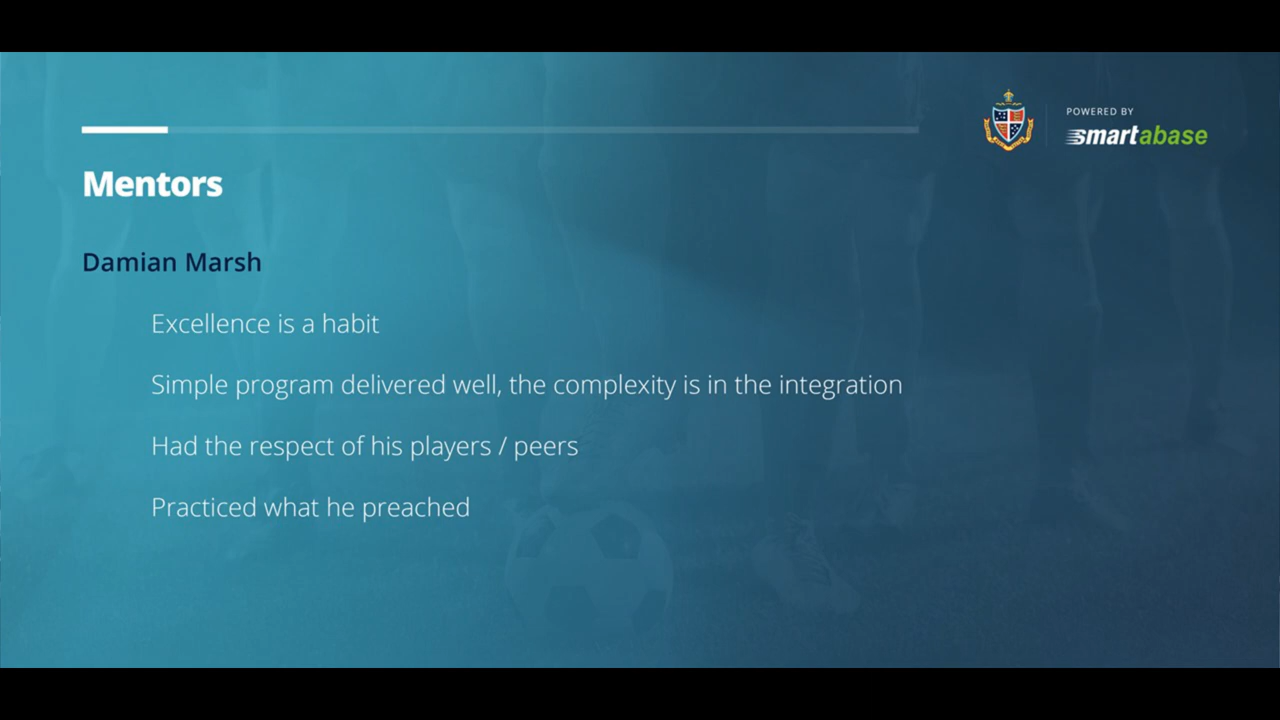 POWERED BY
smartabase
Mentors
Damian Marsh
Excellence is a habit
Simple program delivered well, the complexity is in the integration
Had the respect of his players / peers
Practiced what he preached